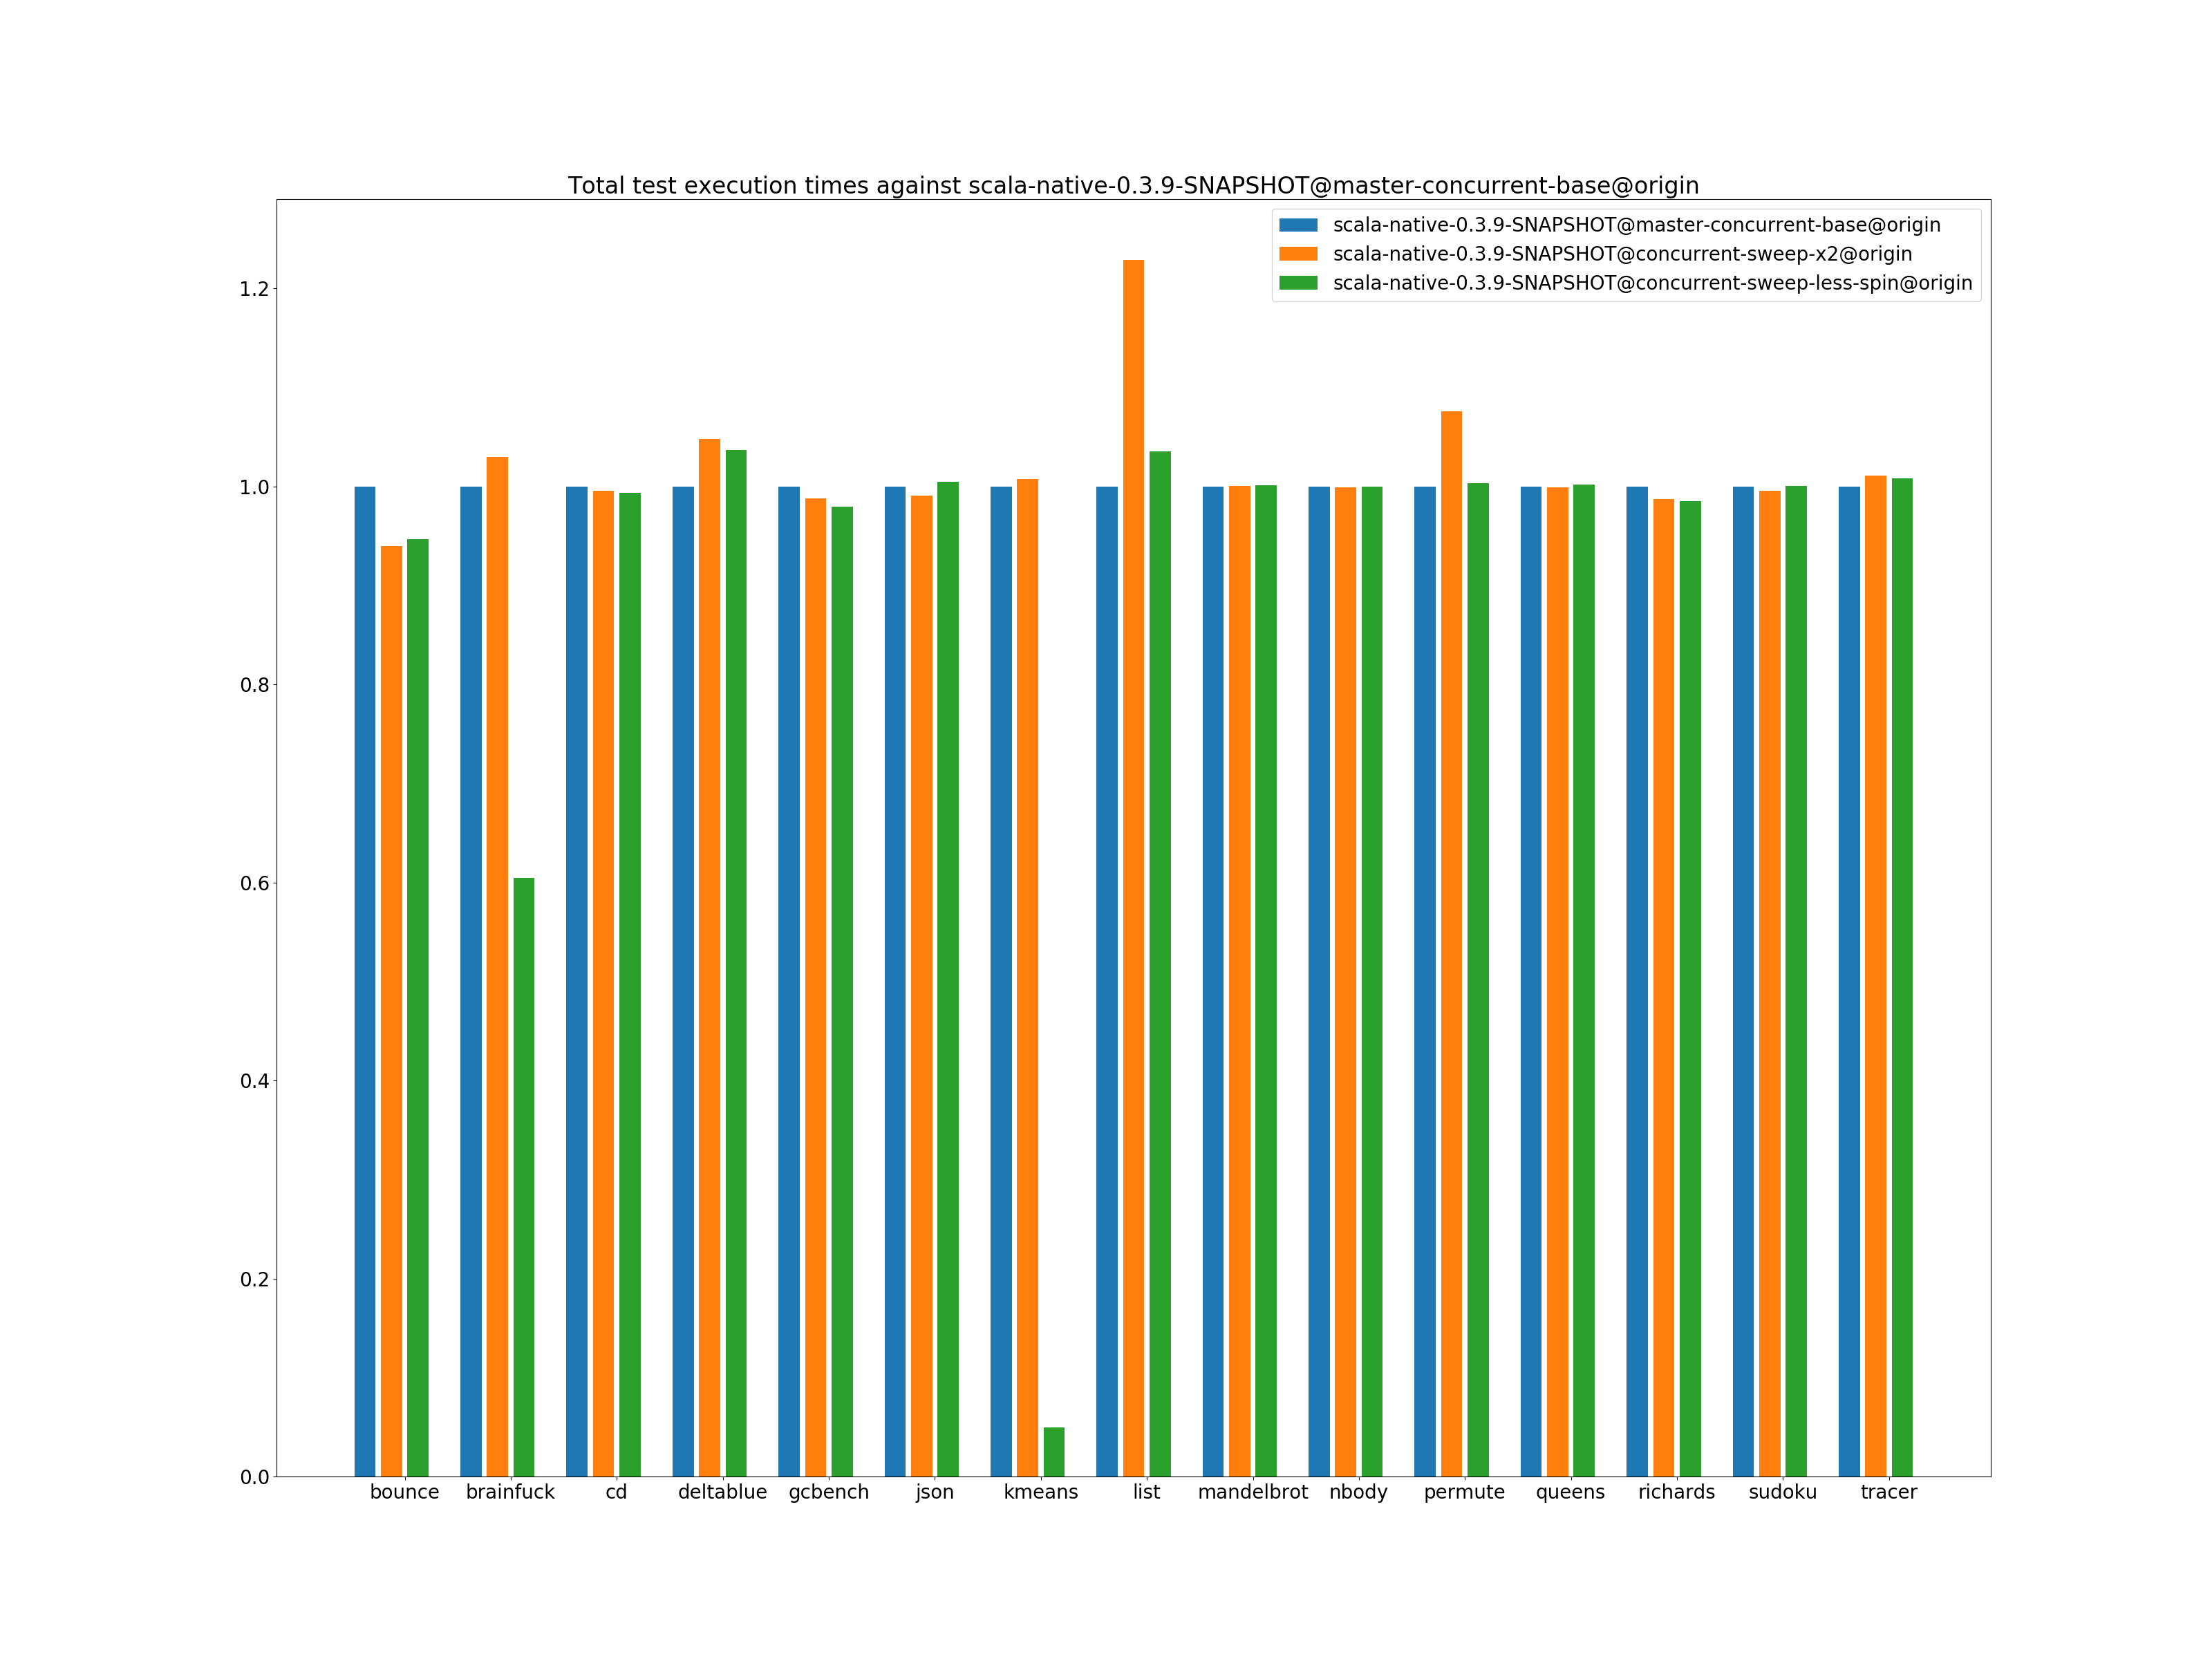 Total test execution times against scala-native-0.3.9-SNAPSHOT@master-concurrent-base@origin
scala-native-0.3.9-SNAPSHOT@master-concurrent-base@origin
scala-native-0.3.9-SNAPSHOT@concurrent-sweep-x2@origin
scala-native-0.3.9-SNAPSHOT@concurrent-sweep-less-spin@origin
1.2
1.0
0.8
0.6
0.4
0.2
0.0
bounce brainfuck cd deltablue gcbench json kmeans list mandelbrot nbody permute queens richards sudoku tracer